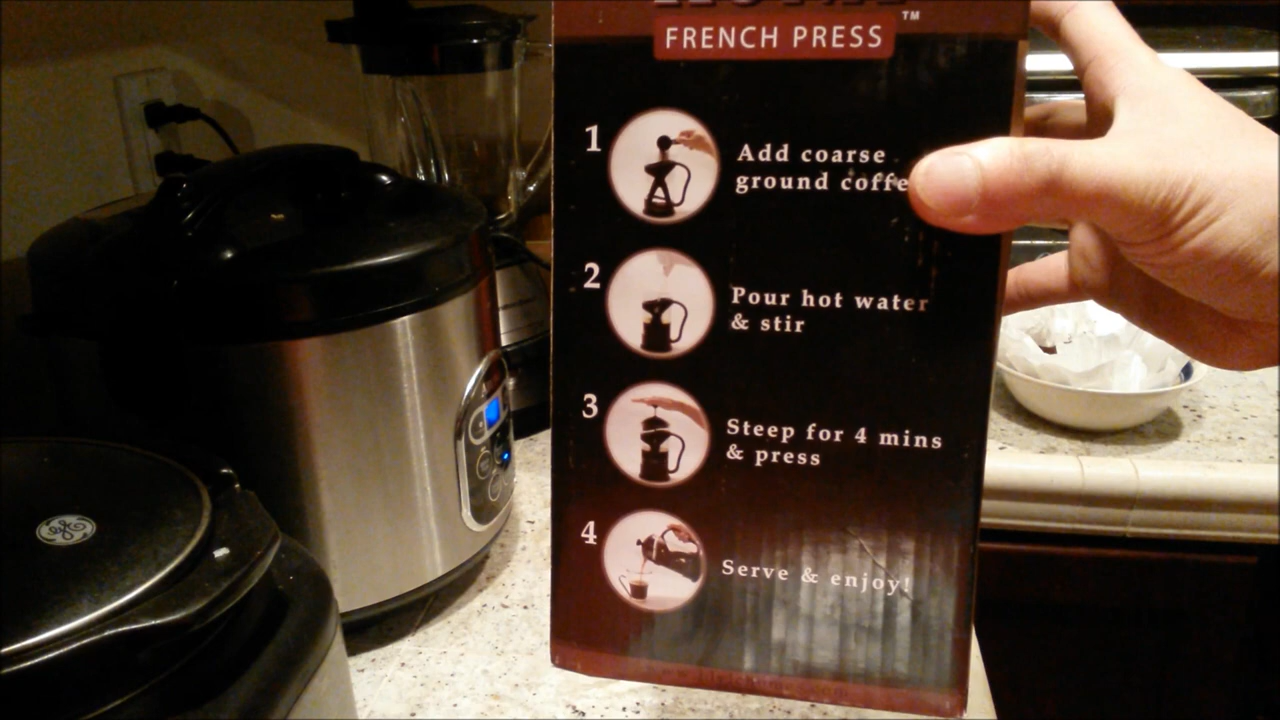 FRENCH PRESS TM
1
Add coarse
ground coffe
2
Pour hot water
& stir
3
Steep for 4 mins
& press
4
Serve & enjoy!